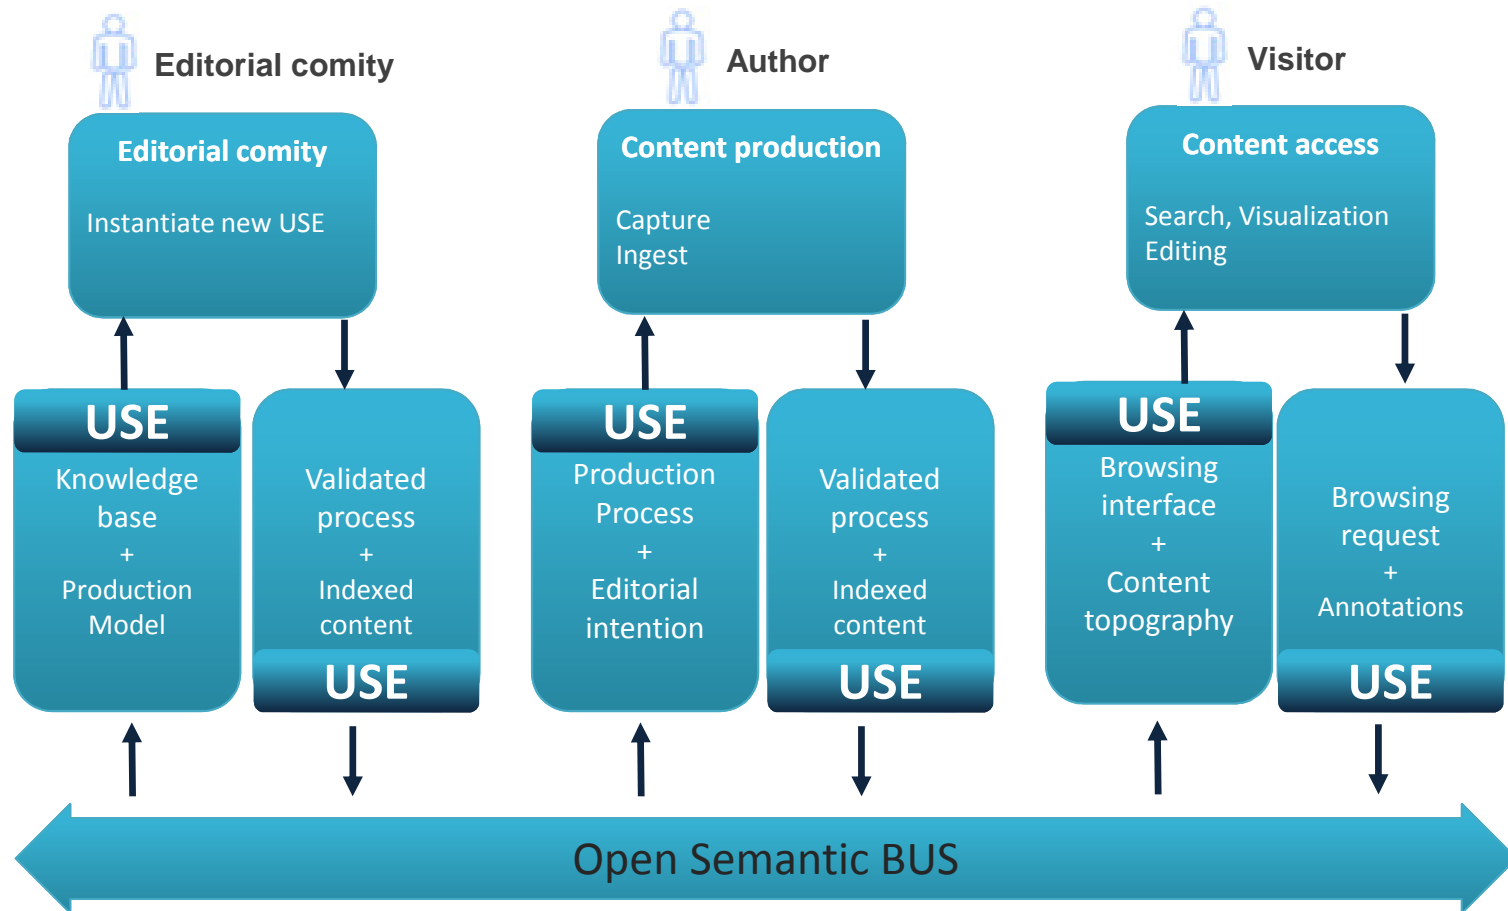 Editorial comity
Author
Visitor
Editorial comity
Instantiate new USE
Content production
Capture
Ingest
Content access
Search, Visualization
Editing
USE
Knowledge
base
+
Production
Model
Validated
process
+
Indexed
content
USE
USE
Production
Process
+
Editorial
intention
Validated
process
+
Indexed
content
USE
USE
Browsing
interface
+
Content
topography
Browsing
request
+
Annotations
USE
Open Semantic BUS